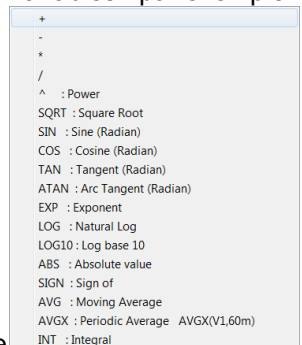 +
-
*
/
^ : Power
SQRT : Square Root
SIN : Sine (Radian)
COS : Cosine (Radian)
TAN : Tangent (Radian)
ATAN : Arc Tangent (Radian)
EXP : Exponent
LOG : Natural Log
LOG10 : Log base 10
ABS : Absolute value
SIGN : Sign of
AVG : Moving Average
AVGX : Periodic Average AVGX(V1,60m)
INT : Integral